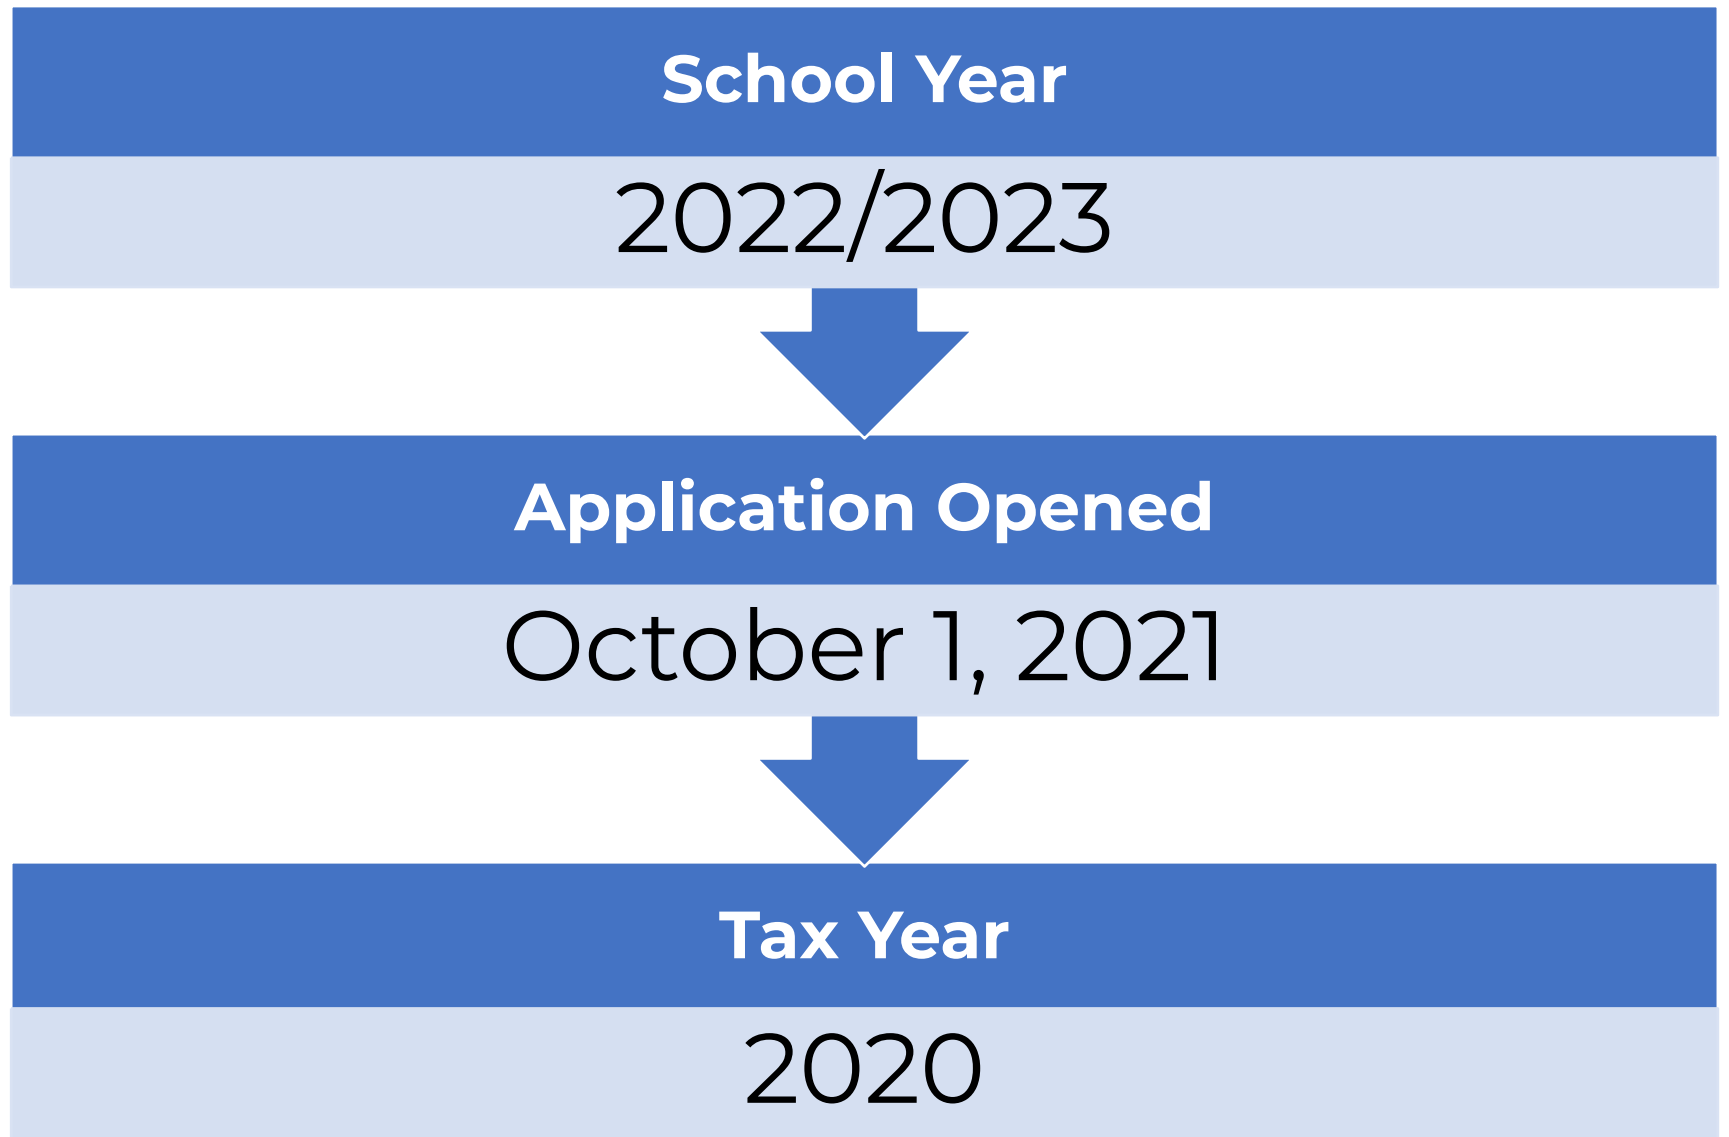 School Year
2022/2023
Application Opened
October 1, 2021
Tax Year
2020